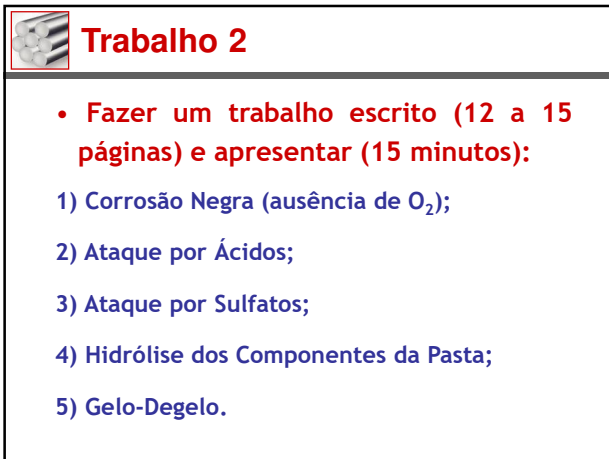 Trabalho 2
• Fazer um trabalho escrito (12 a 15
páginas) e apresentar (15 minutos):
1) Corrosão Negra (ausência de O₂);
2) Ataque por Ácidos;
3) Ataque por Sulfatos;
4) Hidrólise dos Componentes da Pasta;
5) Gelo-Degelo.